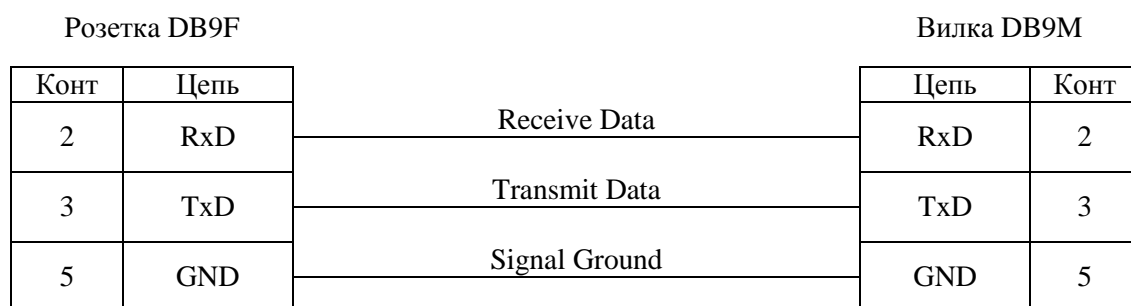 Розетка DB9F Вилка DB9M
Конт Цепь Цепь Конт
2 RxD Receive Data RxD 2
3 TxD Transmit Data TxD 3
5 GND Signal Ground GND 5